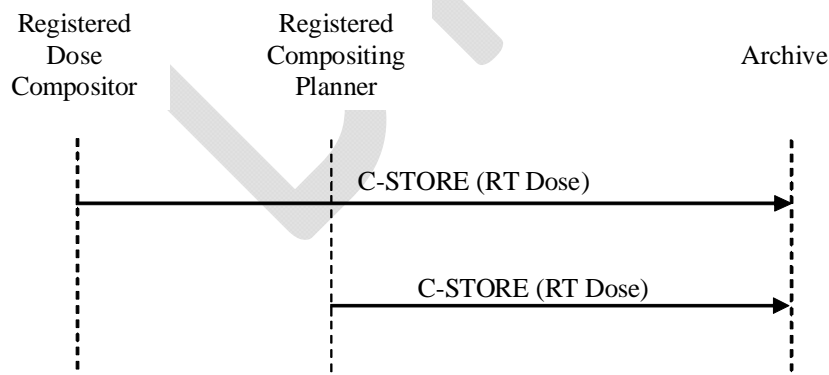 Registered
Dose
Compositor
Registered
Compositing
Planner
Archive
C-STORE (RT Dose)
C-STORE (RT Dose)